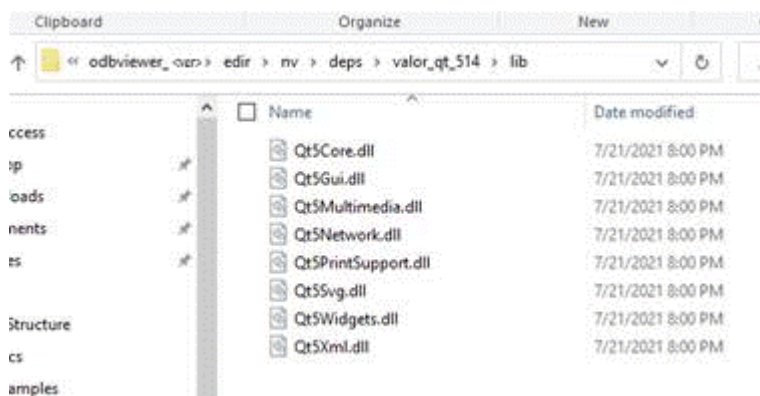 Clipboard Organize New
« odbviewer_<ver> › edir › nv › deps › valor_qt_514 › lib
Name Date modified
ccess
Qt5Core.dll 7/21/2021 8:00 PM
op
Qt5Gui.dll 7/21/2021 8:00 PM
oads
Qt5Multimedia.dll 7/21/2021 8:00 PM
nents
Qt5Network.dll 7/21/2021 8:00 PM
es
Qt5PrintSupport.dll 7/21/2021 8:00 PM
Qt5Svg.dll 7/21/2021 8:00 PM
Structure
Qt5Widgets.dll 7/21/2021 8:00 PM
cs
Qt5Xml.dll 7/21/2021 8:00 PM
amples